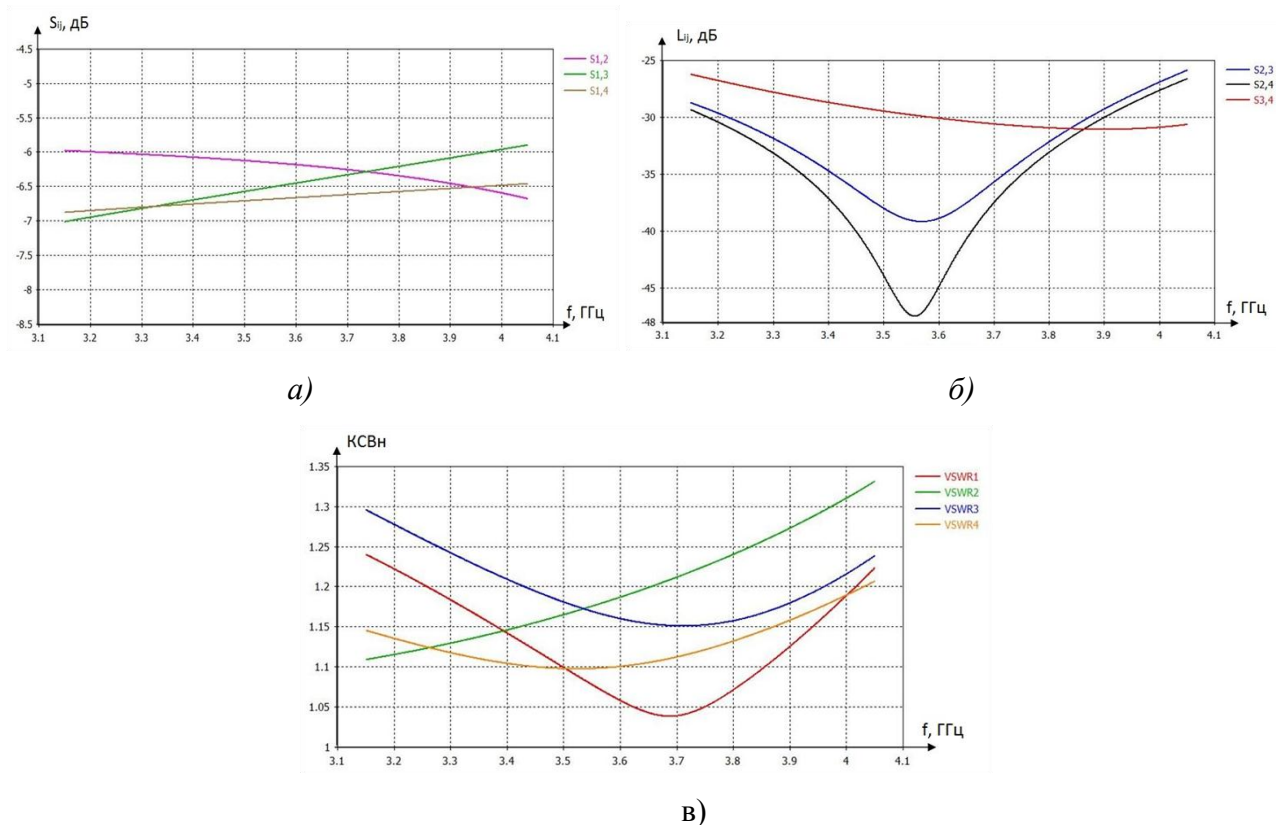 Sij, дБ
-4.5
-5
-5.5
-6
-6.5
-7
-7.5
-8
-8.5
3.1 3.2 3.3 3.4 3.5 3.6 3.7 3.8 3.9 4 4.1
f, ГГц
S1,2
S1,3
S1,4
а)
Lij, дБ
-25
-30
-35
-40
-45
-48
3.1 3.2 3.3 3.4 3.5 3.6 3.7 3.8 3.9 4 4.1
f, ГГц
S2,3
S2,4
S3,4
б)
КСВн
1.35
1.3
1.25
1.2
1.15
1.1
1.05
1
3.1 3.2 3.3 3.4 3.5 3.6 3.7 3.8 3.9 4 4.1
f, ГГц
VSWR1
VSWR2
VSWR3
VSWR4
в)